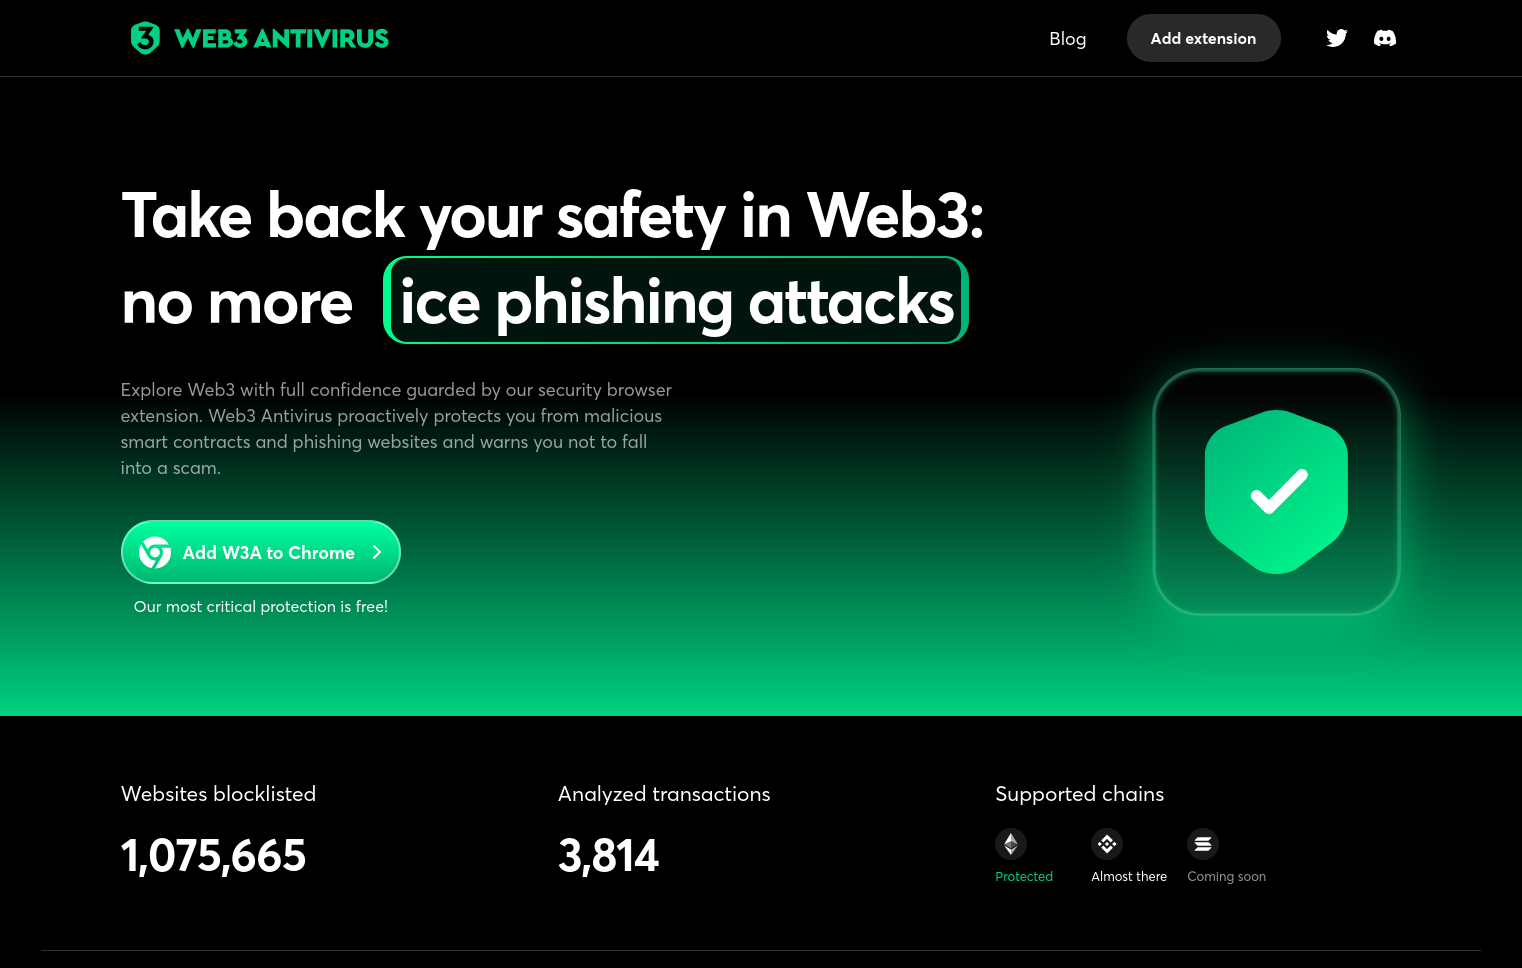 WEB3 ANTIVIRUS
Blog
Add extension
Take back your safety in Web3:
no more ice phishing attacks
Explore Web3 with full confidence guarded by our security browser
extension. Web3 Antivirus proactively protects you from malicious
smart contracts and phishing websites and warns you not to fall
into a scam.
Add W3A to Chrome
Our most critical protection is free!
Websites blocklisted
1,075,665
Analyzed transactions
3,814
Supported chains
Protected
Almost there
Coming soon